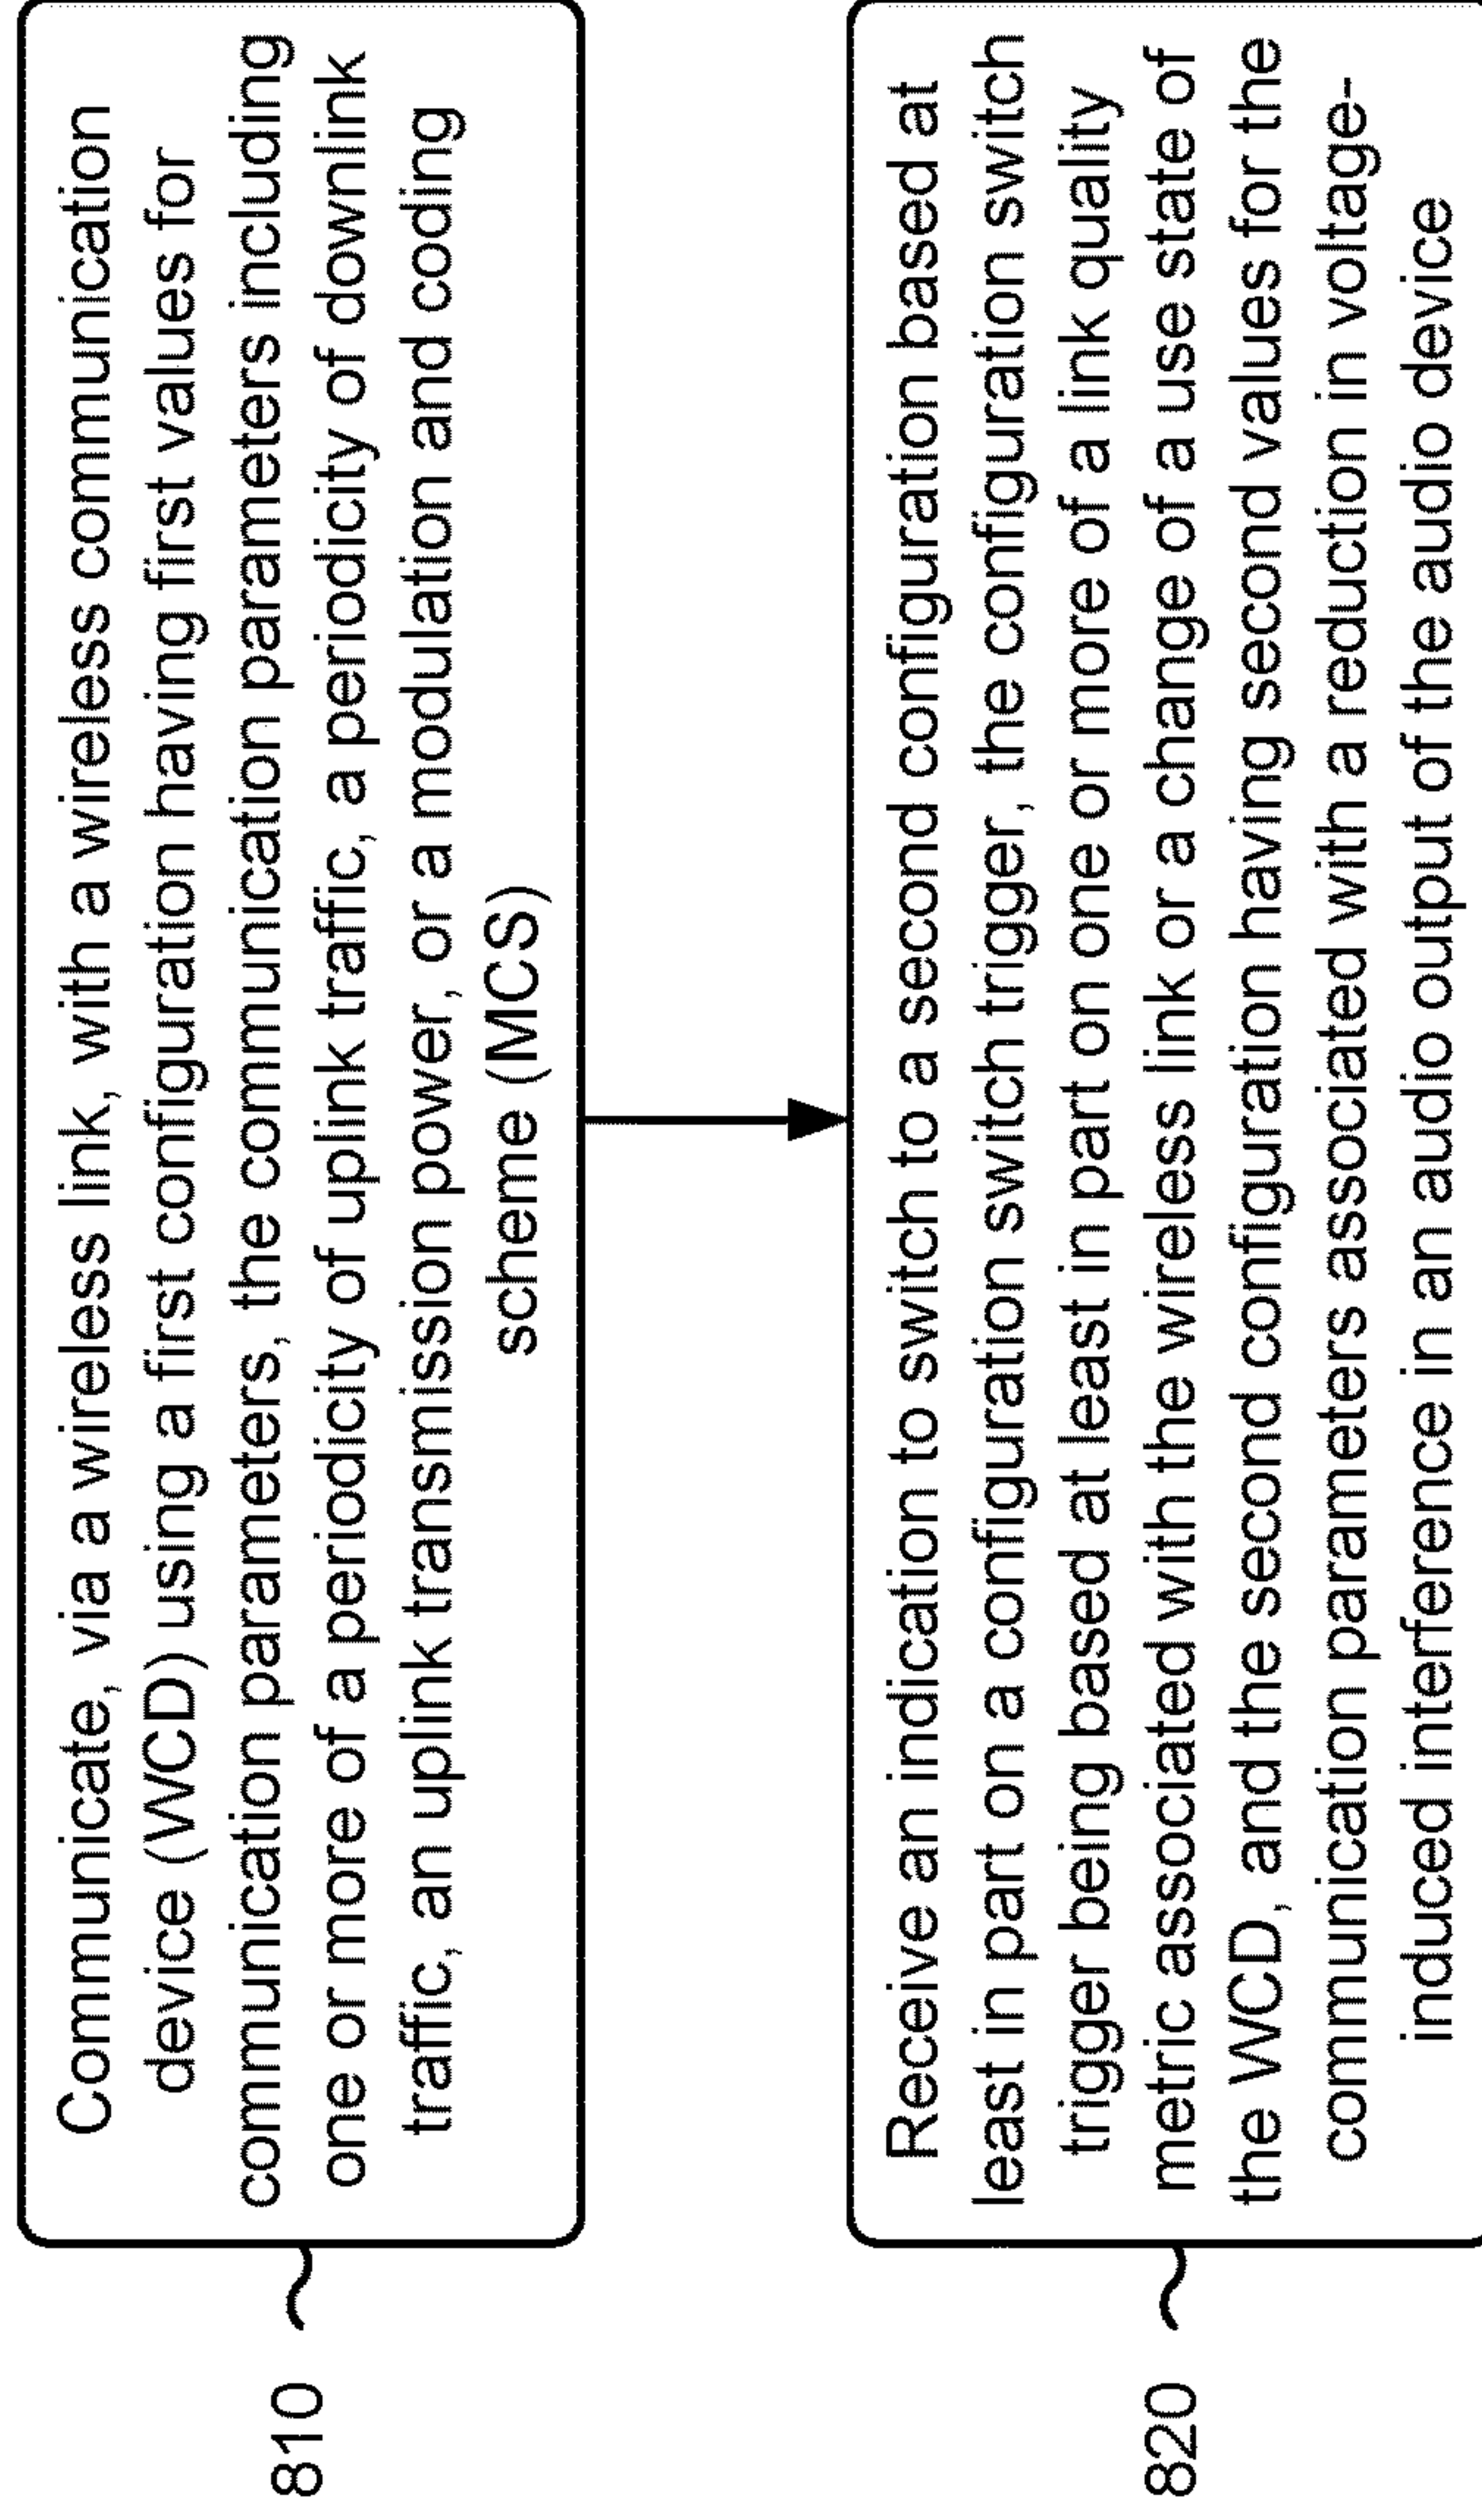 810
Communicate, via a wireless link, with a wireless communication
device (WCD) using a first configuration having first values for
communication parameters, the communication parameters including
one or more of a periodicity of uplink traffic, a periodicity of downlink
traffic, an uplink transmission power, or a modulation and coding
scheme (MCS)
820
Receive an indication to switch to a second configuration based at
least in part on a configuration switch trigger, the configuration switch
trigger being based at least in part on one or more of a link quality
metric associated with the wireless link or a change of a use state of
the WCD, and the second configuration having second values for the
communication parameters associated with a reduction in voltage-
induced interference in an audio output of the audio device